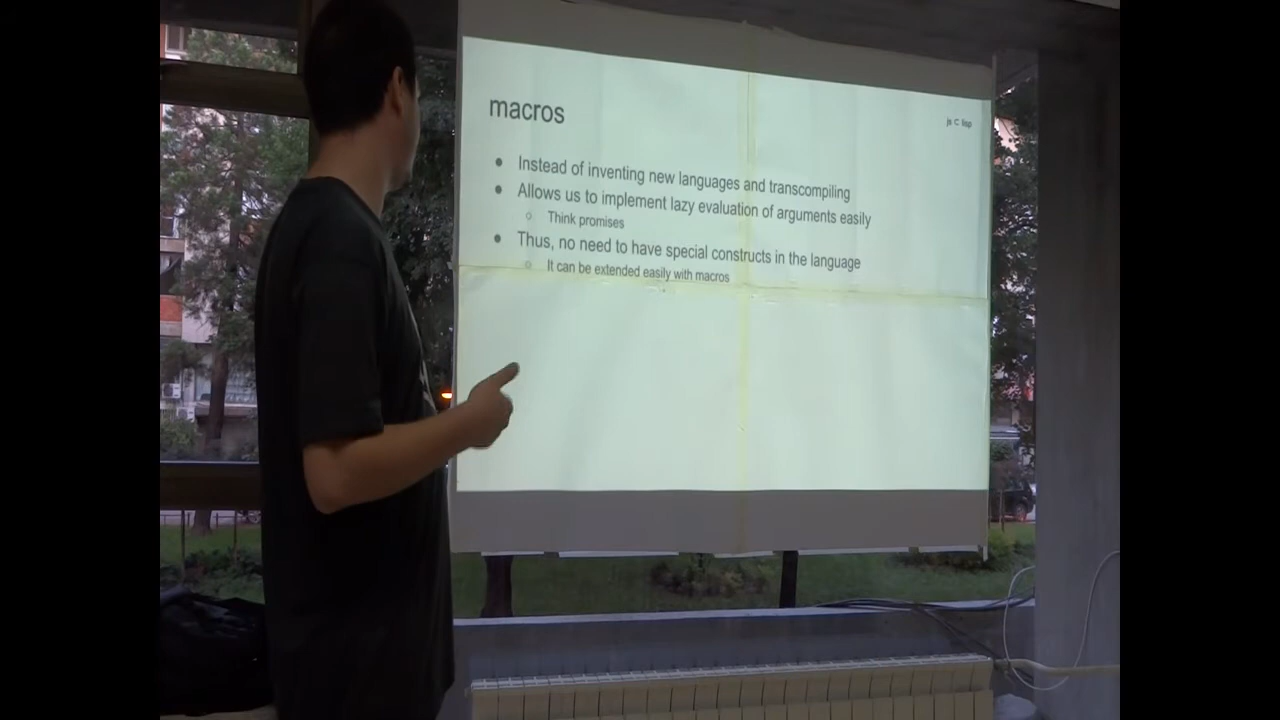 macros
js C lisp
Instead of inventing new languages and transcompiling
Allows us to implement lazy evaluation of arguments easily
Think promises
Thus, no need to have special constructs in the language
It can be extended easily with macros